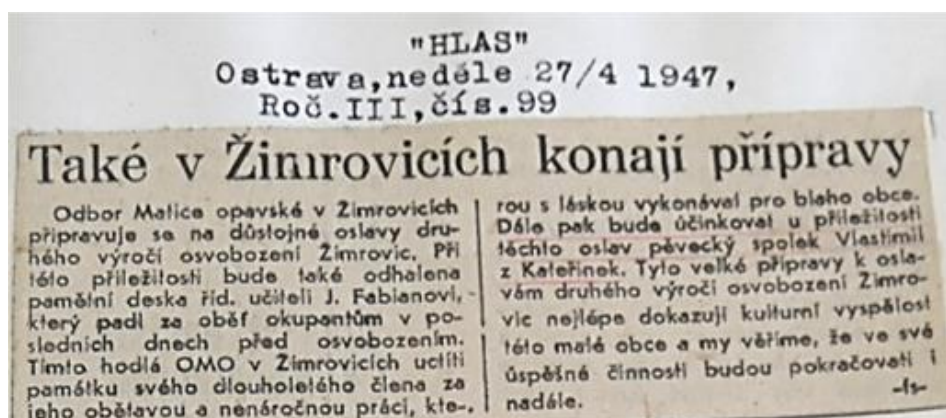 "HLAS"
Ostrava,neděle 27/4 1947,
Roč.III,čís.99
Také v Žimrovicích konají přípravy
Odbor Matice opavské v Žimrovicích
připravuje se na důstojné oslavy dru-
hého výročí osvobození Žimrovic. Při
této příležitosti bude také odhalena
pamětní deska říd. učiteli J. Fabianovi,
který padl za oběť okupantům v po-
sledních dnech před osvobozením.
Tímto hodlá OMO v Žimrovicích uctíti
památku svého dlouholetého člena za
jeho obětavou a nenáročnou práci, kte-
rou s láskou vykonával pro blaho obce.
Dále pak bude účinkovat u příležitosti
těchto oslav pěvecký spolek Vlastimil
z Kateřinek. Tyto velké přípravy k osla-
vám druhého výročí osvobození Žimro-
vic nejlépe dokazují kulturní vyspělost
této malé obce a my věříme, že ve své
úspěšné činnosti budou pokračovati i
nadále. -ís-